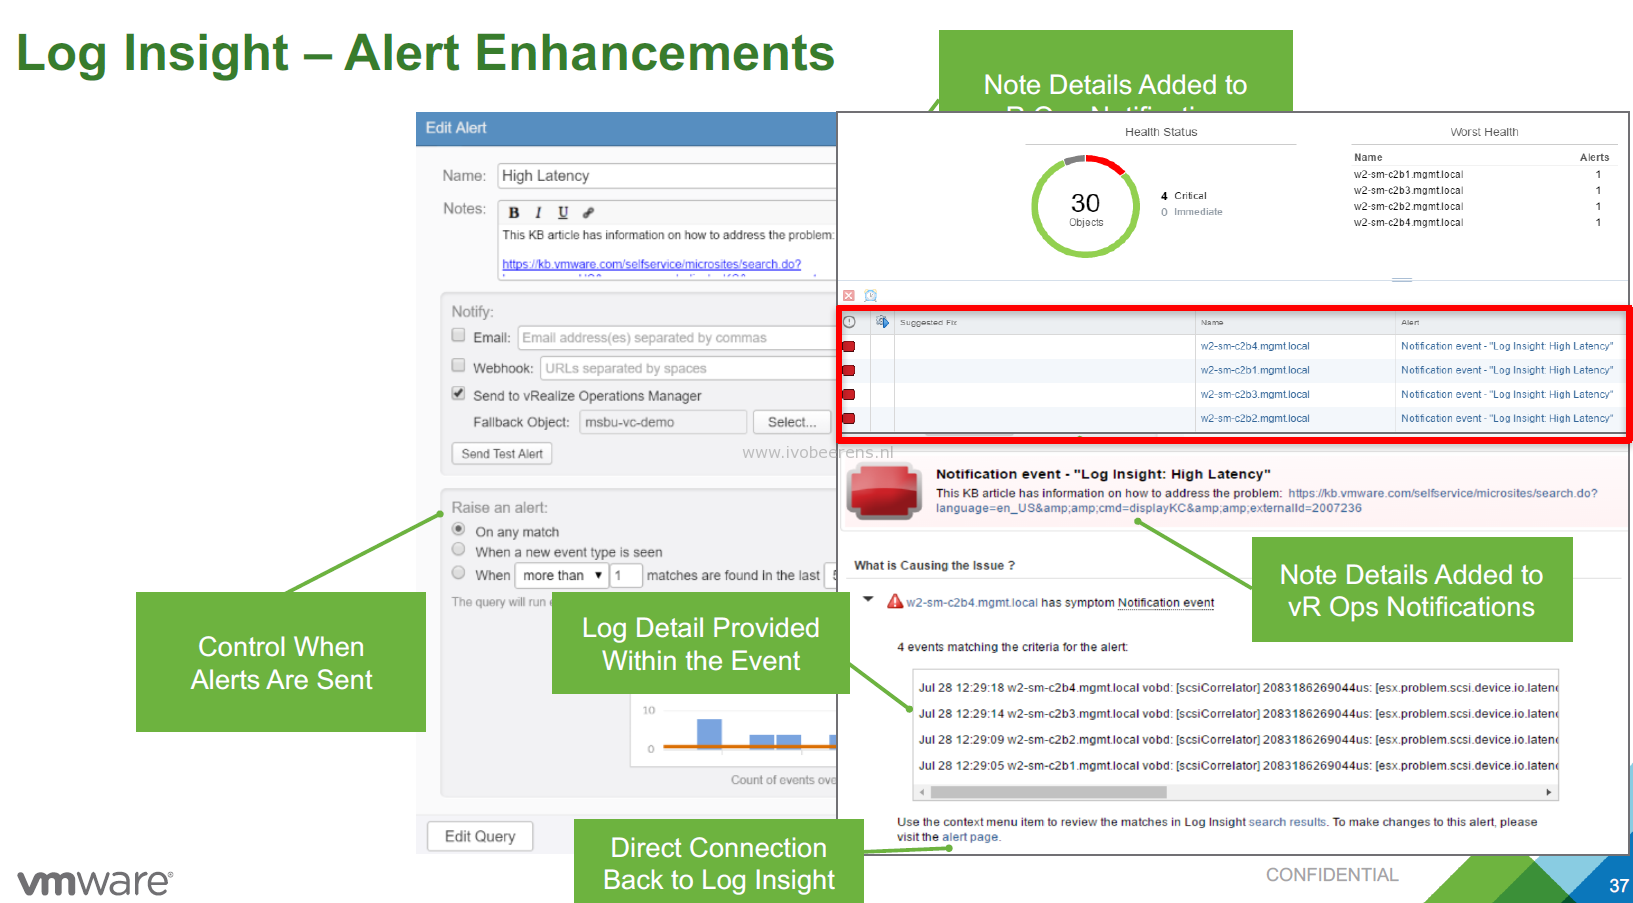 Log Insight – Alert Enhancements
Note Details Added to
Edit Alert
Name: High Latency
Notes: B I U
This KB article has information on how to address the problem:
https://kb.vmware.com/selfservice/microsites/search.do?
Notify:
Email: Email address(es) separated by commas
Webhook: URLs separated by spaces
Send to vRealize Operations Manager
Fallback Object: msbu-vc-demo Select...
Send Test Alert
Raise an alert:
On any match
When a new event type is seen
When more than 1 matches are found in the last 5
The query will run
Control When
Alerts Are Sent
Log Detail Provided
Within the Event
10
0
Count of events ove
Edit Query
Direct Connection
Back to Log Insight
Health Status
30
Objects
4 Critical
0 Immediate
Worst Health
Name Alerts
w2-sm-c2b1.mgmt.local 1
w2-sm-c2b3.mgmt.local 1
w2-sm-c2b2.mgmt.local 1
w2-sm-c2b4.mgmt.local 1
Suggested Fix Name Alert
w2-sm-c2b4.mgmt.local Notification event - "Log Insight: High Latency"
w2-sm-c2b1.mgmt.local Notification event - "Log Insight: High Latency"
w2-sm-c2b3.mgmt.local Notification event - "Log Insight: High Latency"
w2-sm-c2b2.mgmt.local Notification event - "Log Insight: High Latency"
www.ivobeerens.nl
Notification event - "Log Insight: High Latency"
This KB article has information on how to address the problem: https://kb.vmware.com/selfservice/microsites/search.do?
language=en_US&amp;amp;cmd=displayKC&amp;amp;externalId=2007236
Note Details Added to
vR Ops Notifications
What is Causing the Issue ?
w2-sm-c2b4.mgmt.local has symptom Notification event
4 events matching the criteria for the alert:
Jul 28 12:29:18 w2-sm-c2b4.mgmt.local vobd: [scsiCorrelator] 2083186269044us: [esx.problem.scsi.device.io.laten
Jul 28 12:29:14 w2-sm-c2b3.mgmt.local vobd: [scsiCorrelator] 2083186269044us: [esx.problem.scsi.device.io.laten
Jul 28 12:29:09 w2-sm-c2b2.mgmt.local vobd: [scsiCorrelator] 2083186269044us: [esx.problem.scsi.device.io.laten
Jul 28 12:29:05 w2-sm-c2b1.mgmt.local vobd: [scsiCorrelator] 2083186269044us: [esx.problem.scsi.device.io.laten
Use the context menu item to review the matches in Log Insight search results. To make changes to this alert, please
visit the alert page.
vmware®
CONFIDENTIAL
37